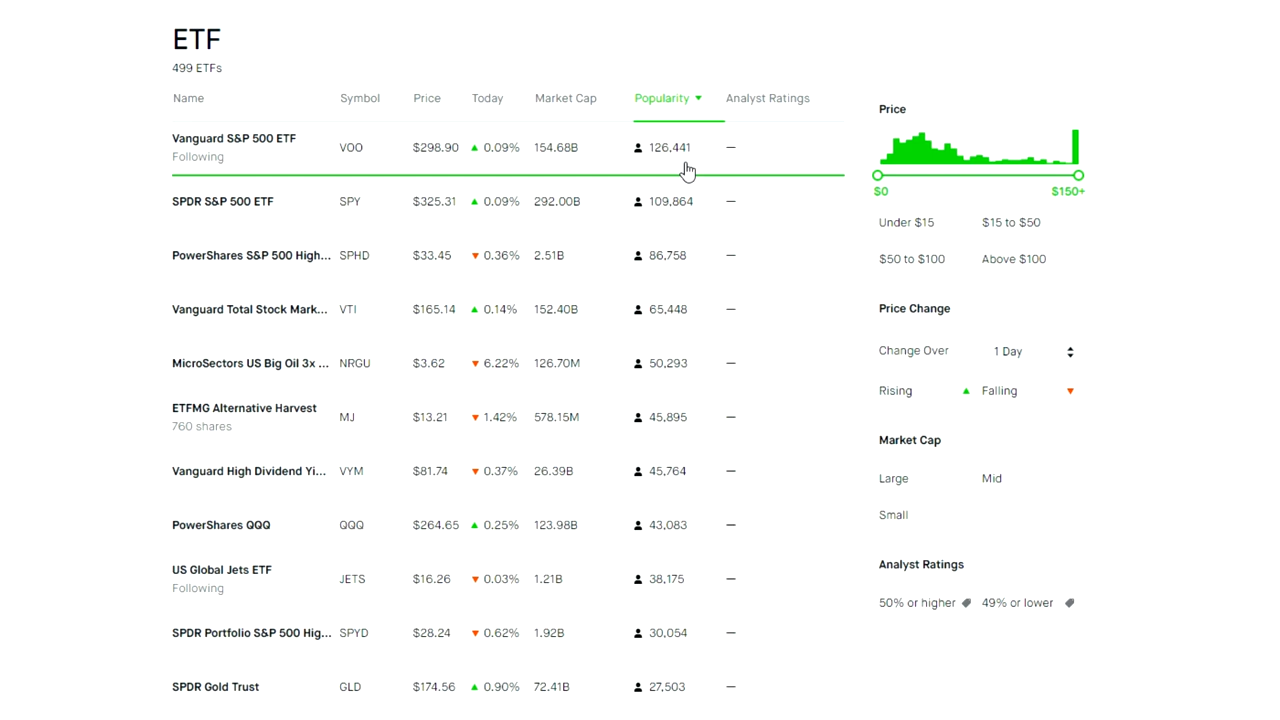 ETF
499 ETFs
Name Symbol Price Today Market Cap Popularity Analyst Ratings
Vanguard S&P 500 ETF
Following
VOO $298.90 0.09% 154.68B 126,441 —
SPDR S&P 500 ETF SPY $325.31 0.09% 292.00B 109,864 —
PowerShares S&P 500 High... SPHD $33.45 0.36% 2.51B 86,758 —
Vanguard Total Stock Mark... VTI $165.14 0.14% 152.40B 65,448 —
MicroSectors US Big Oil 3x ... NRGU $3.62 6.22% 126.70M 50,293 —
ETFMG Alternative Harvest
760 shares
MJ $13.21 1.42% 578.15M 45,895 —
Vanguard High Dividend Yi... VYM $81.74 0.37% 26.39B 45,764 —
PowerShares QQQ QQQ $264.65 0.25% 123.98B 43,083 —
US Global Jets ETF
Following
JETS $16.26 0.03% 1.21B 38,175 —
SPDR Portfolio S&P 500 Hig... SPYD $28.24 0.62% 1.92B 30,054 —
SPDR Gold Trust GLD $174.56 0.90% 72.41B 27,503 —
Price
$0 $150+
Under $15 $15 to $50
$50 to $100 Above $100
Price Change
Change Over 1 Day
Rising Falling
Market Cap
Large Mid
Small
Analyst Ratings
50% or higher 49% or lower